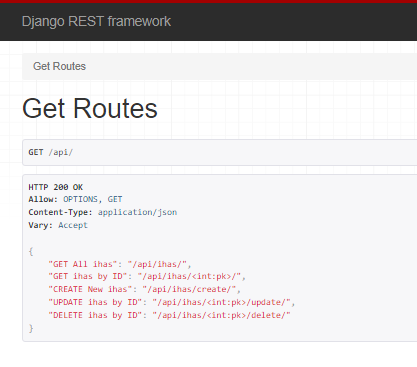 Django REST framework
Get Routes
Get Routes
GET /api/
HTTP 200 OK
Allow: OPTIONS, GET
Content-Type: application/json
Vary: Accept
{
"GET All ihas": "/api/ihas/",
"GET ihas by ID": "/api/ihas/<int:pk>/",
"CREATE New ihas": "/api/ihas/create/",
"UPDATE ihas by ID": "/api/ihas/<int:pk>/update/",
"DELETE ihas by ID": "/api/ihas/<int:pk>/delete/"
}